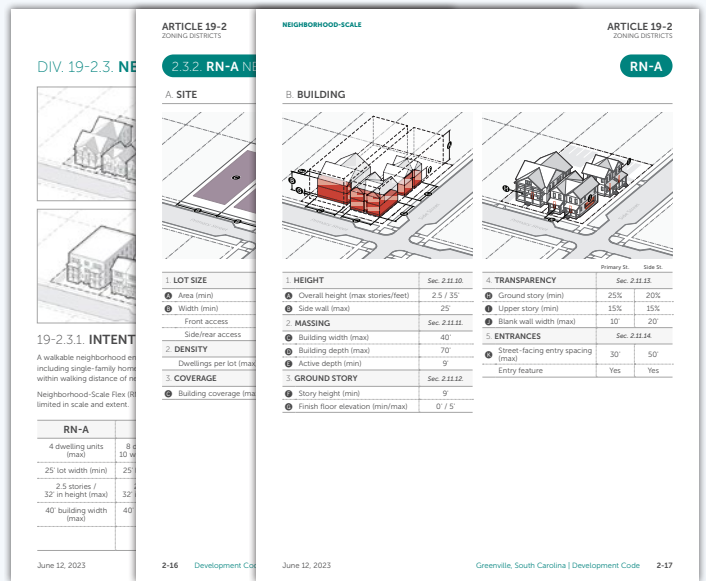 DIV. 19-2.3. NE
19-2.3.1. INTENT
A walkable neighborhood en
including single-family home
within walking distance of ne
Neighborhood-Scale Flex (R
limited in scale and extent.
RN-A
4 dwelling units 8 d
(max) 10 w
25' lot width (min) 25'
2.5 stories / 2
32' in height (max) 32'
40' building width 40'
(max)
June 12, 2023
ARTICLE 19-2
ZONING DISTRICTS
2.3.2. RN-A NE
A. SITE
1. LOT SIZE
A Area (min)
B Width (min)
Front access
Side/rear access
2. DENSITY
Dwellings per lot (max
3. COVERAGE
C Building coverage (ma
2-16 Development Co
NEIGHBORHOOD-SCALE
ARTICLE 19-2
ZONING DISTRICTS
RN-A
B. BUILDING
1. HEIGHT Sec. 2.11.10.
A Overall height (max stories/feet) 2.5 / 35'
B Side wall (max) 25'
2. MASSING Sec. 2.11.11.
C Building width (max) 40'
D Building depth (max) 70'
E Active depth (min) 9'
3. GROUND STORY Sec. 2.11.12.
F Story height (min) 9'
G Finish floor elevation (min/max) 0' / 5'
Primary St. Side St.
4. TRANSPARENCY Sec. 2.11.13.
H Ground story (min) 25% 20%
I Upper story (min) 15% 15%
J Blank wall width (max) 10' 20'
5. ENTRANCES Sec. 2.11.14.
K Street-facing entry spacing 30' 50'
(max)
Entry feature Yes Yes
June 12, 2023
Greenville, South Carolina | Development Code 2-17